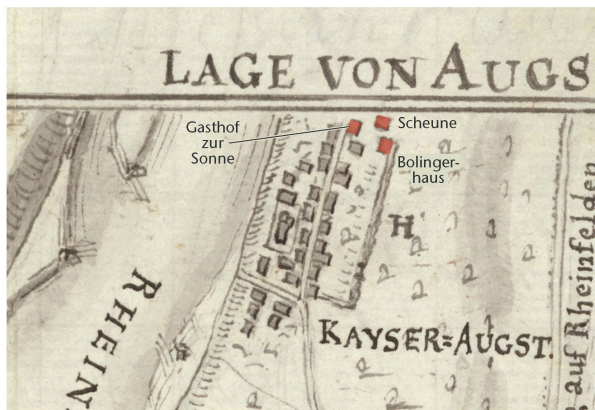 LAGE VON AUGS
Gasthof
zur
Sonne
Scheune
Bolinger-
haus
H
RHEIN.
KAYSER=AUGST.
auf Rheinfelden